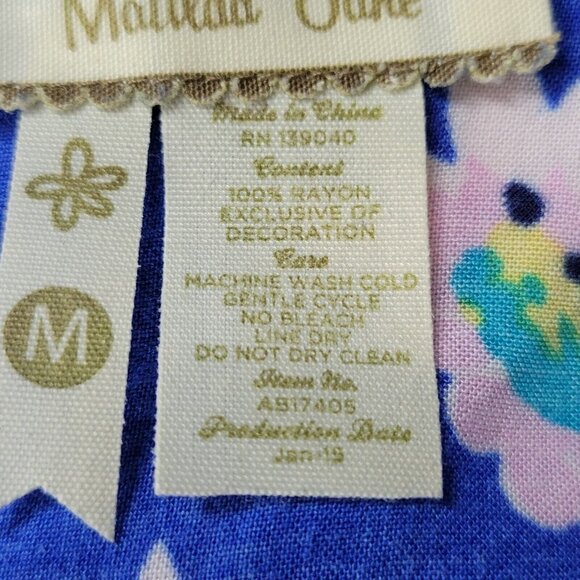 Matilda Jane
Made in China
RN 139040
Content
100% RAYON
EXCLUSIVE OF
DECORATION
Care
MACHINE WASH COLD
GENTLE CYCLE
NO BLEACH
LINE DRY
DO NOT DRY CLEAN
Item No.
AB17405
Production Date
Jan-19
M